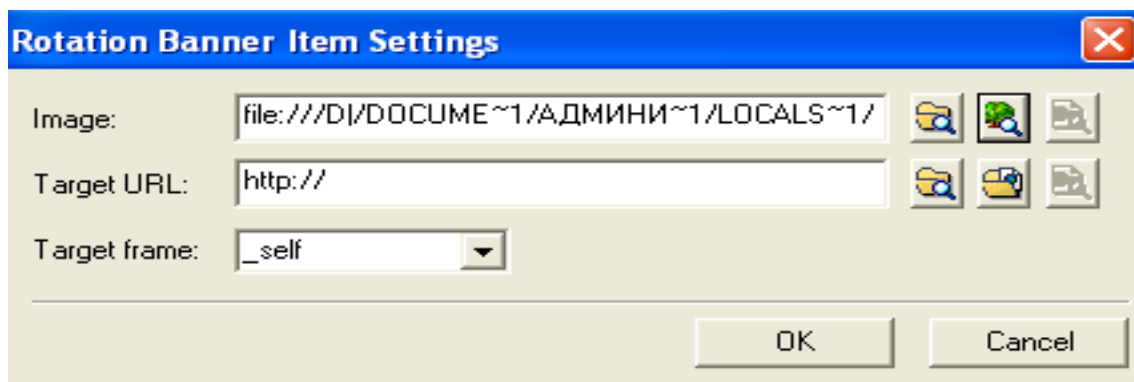 Rotation Banner Item Settings
Image: file:///D|/DOCUME~1/АДМИНИ~1/LOCALS~1/
Target URL: http://
Target frame: _self
OK Cancel